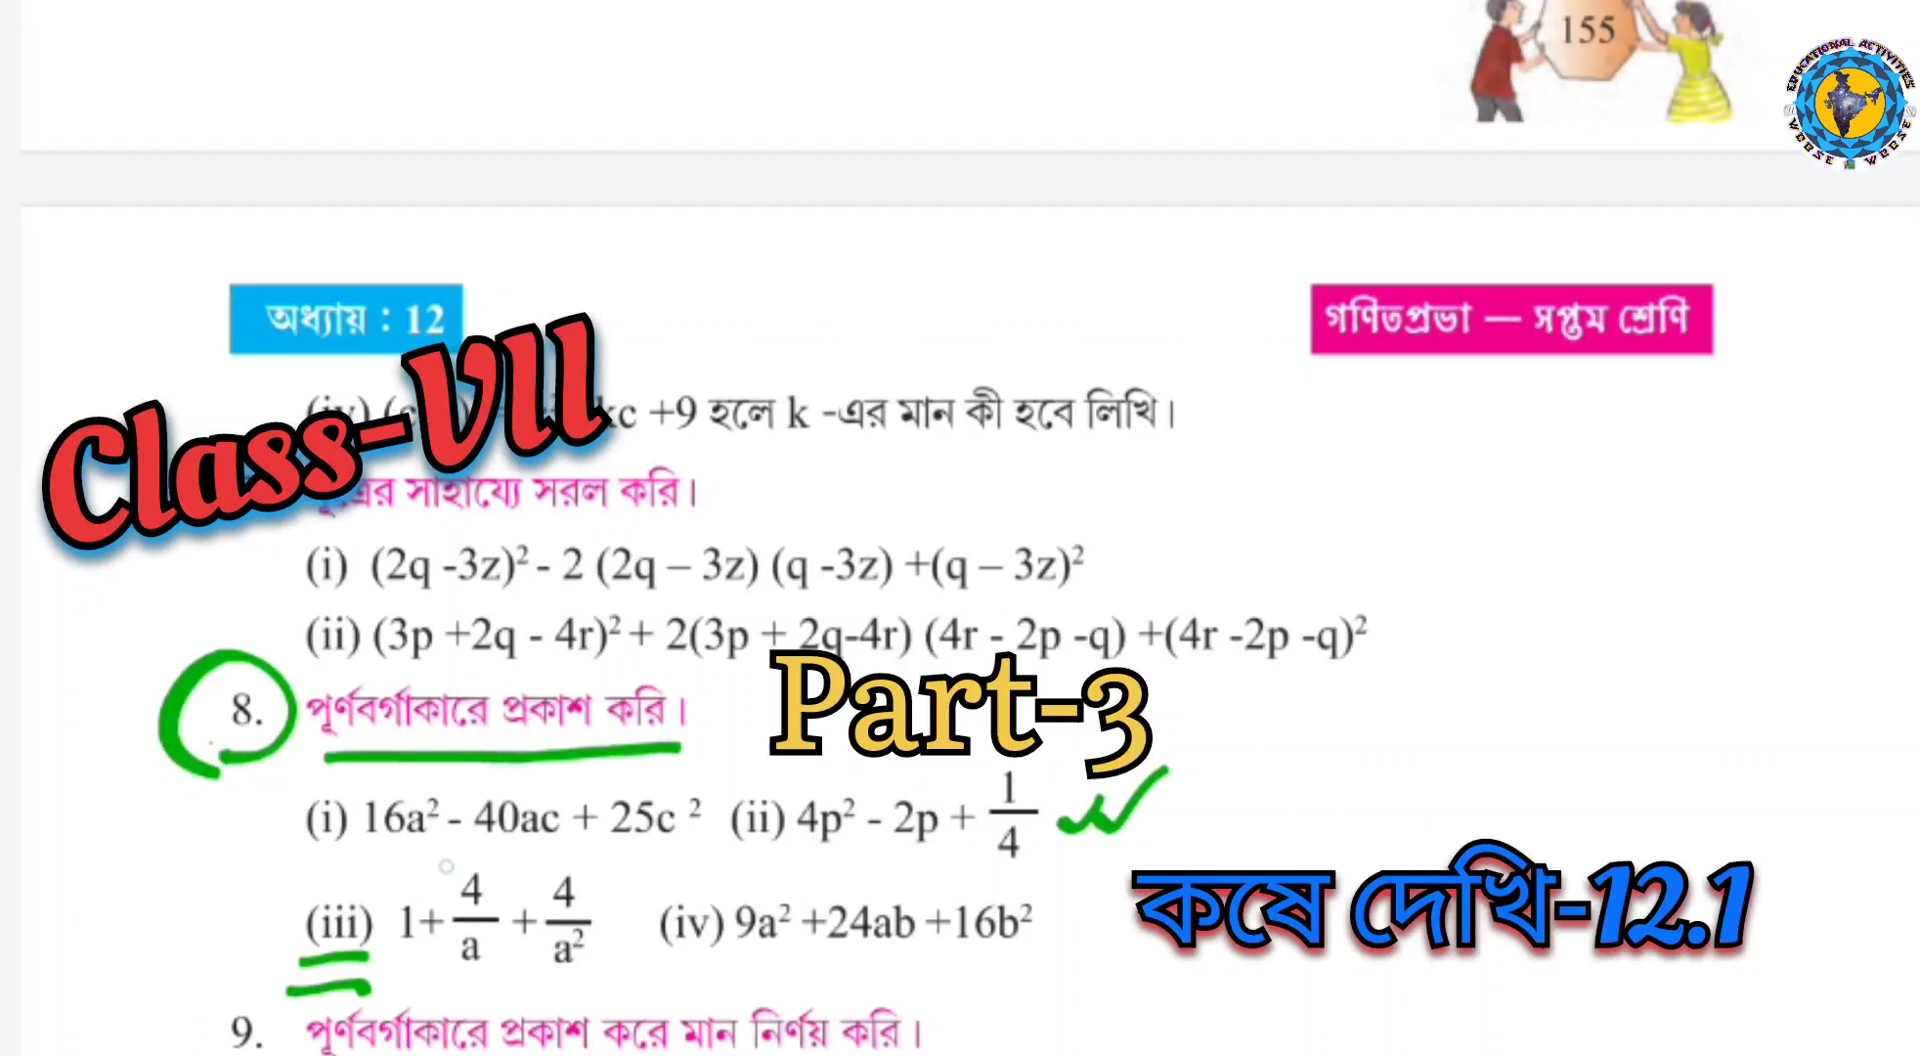 155
EDUCATIONAL ACTIVITIES
অধ্যায় : 12
গণিতপ্রভা — সপ্তম শ্রেণি
Class-VII
(iv) kc +9 হলে k -এর মান কী হবে লিখি।
সাহায্যে সরল করি।
(i) (2q -3z)² - 2 (2q – 3z) (q -3z) +(q – 3z)²
(ii) (3p +2q - 4r)² + 2(3p + 2q-4r) (4r - 2p -q) +(4r -2p -q)²
8. পূর্ণবর্গাকারে প্রকাশ করি।
Part-3
(i) 16a² - 40ac + 25c ² (ii) 4p² - 2p + 1/4
(iii) 1+ 4/a + 4/a² (iv) 9a² +24ab +16b²
কষে দেখি-12.1
9. পূর্ণবর্গাকারে প্রকাশ করে মান নির্ণয় করি।